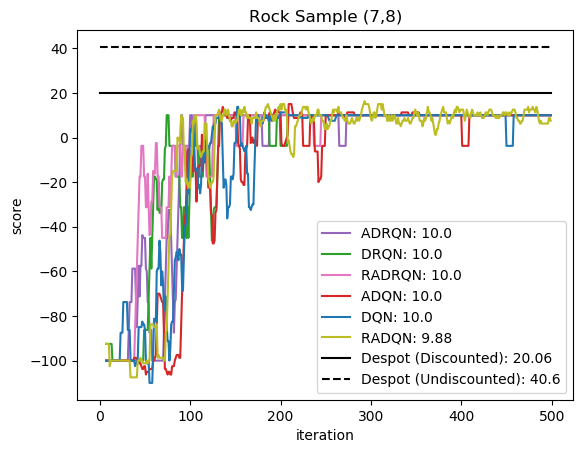 Rock Sample (7,8)
40
20
0
−20
−40
−60
−80
−100
score
ADRQN: 10.0
DRQN: 10.0
RADRQN: 10.0
ADQN: 10.0
DQN: 10.0
RADQN: 9.88
Despot (Discounted): 20.06
Despot (Undiscounted): 40.6
0 100 200 300 400 500
iteration